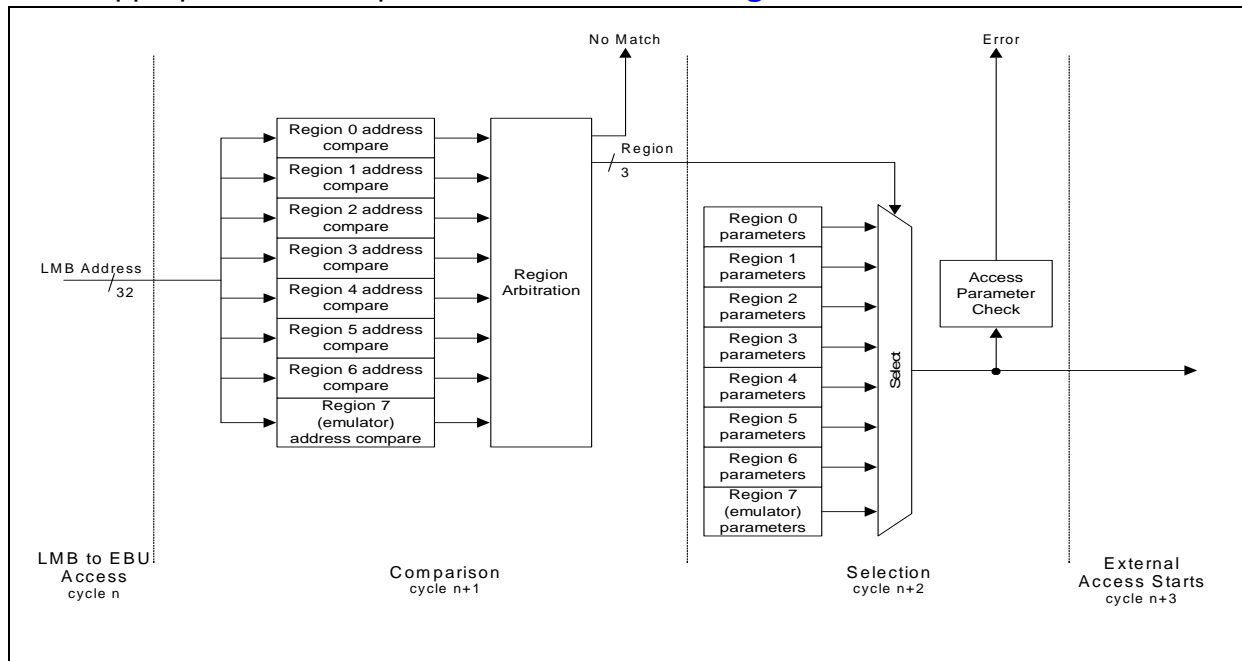 No Match
Error
Region 0 address
compare
Region 1 address
compare
Region 2 address
compare
Region 3 address
compare
Region 4 address
compare
Region 5 address
compare
Region 6 address
compare
Region 7
(emulator)
address compare
LMB Address
32
Region
Arbitration
Region
3
Region 0
parameters
Region 1
parameters
Region 2
parameters
Region 3
parameters
Region 4
parameters
Region 5
parameters
Region 6
parameters
Region 7
(emulator)
parameters
Select
Access
Parameter
Check
LMB to EBU
Access
cycle n
Comparison
cycle n+1
Selection
cycle n+2
External
Access Starts
cycle n+3